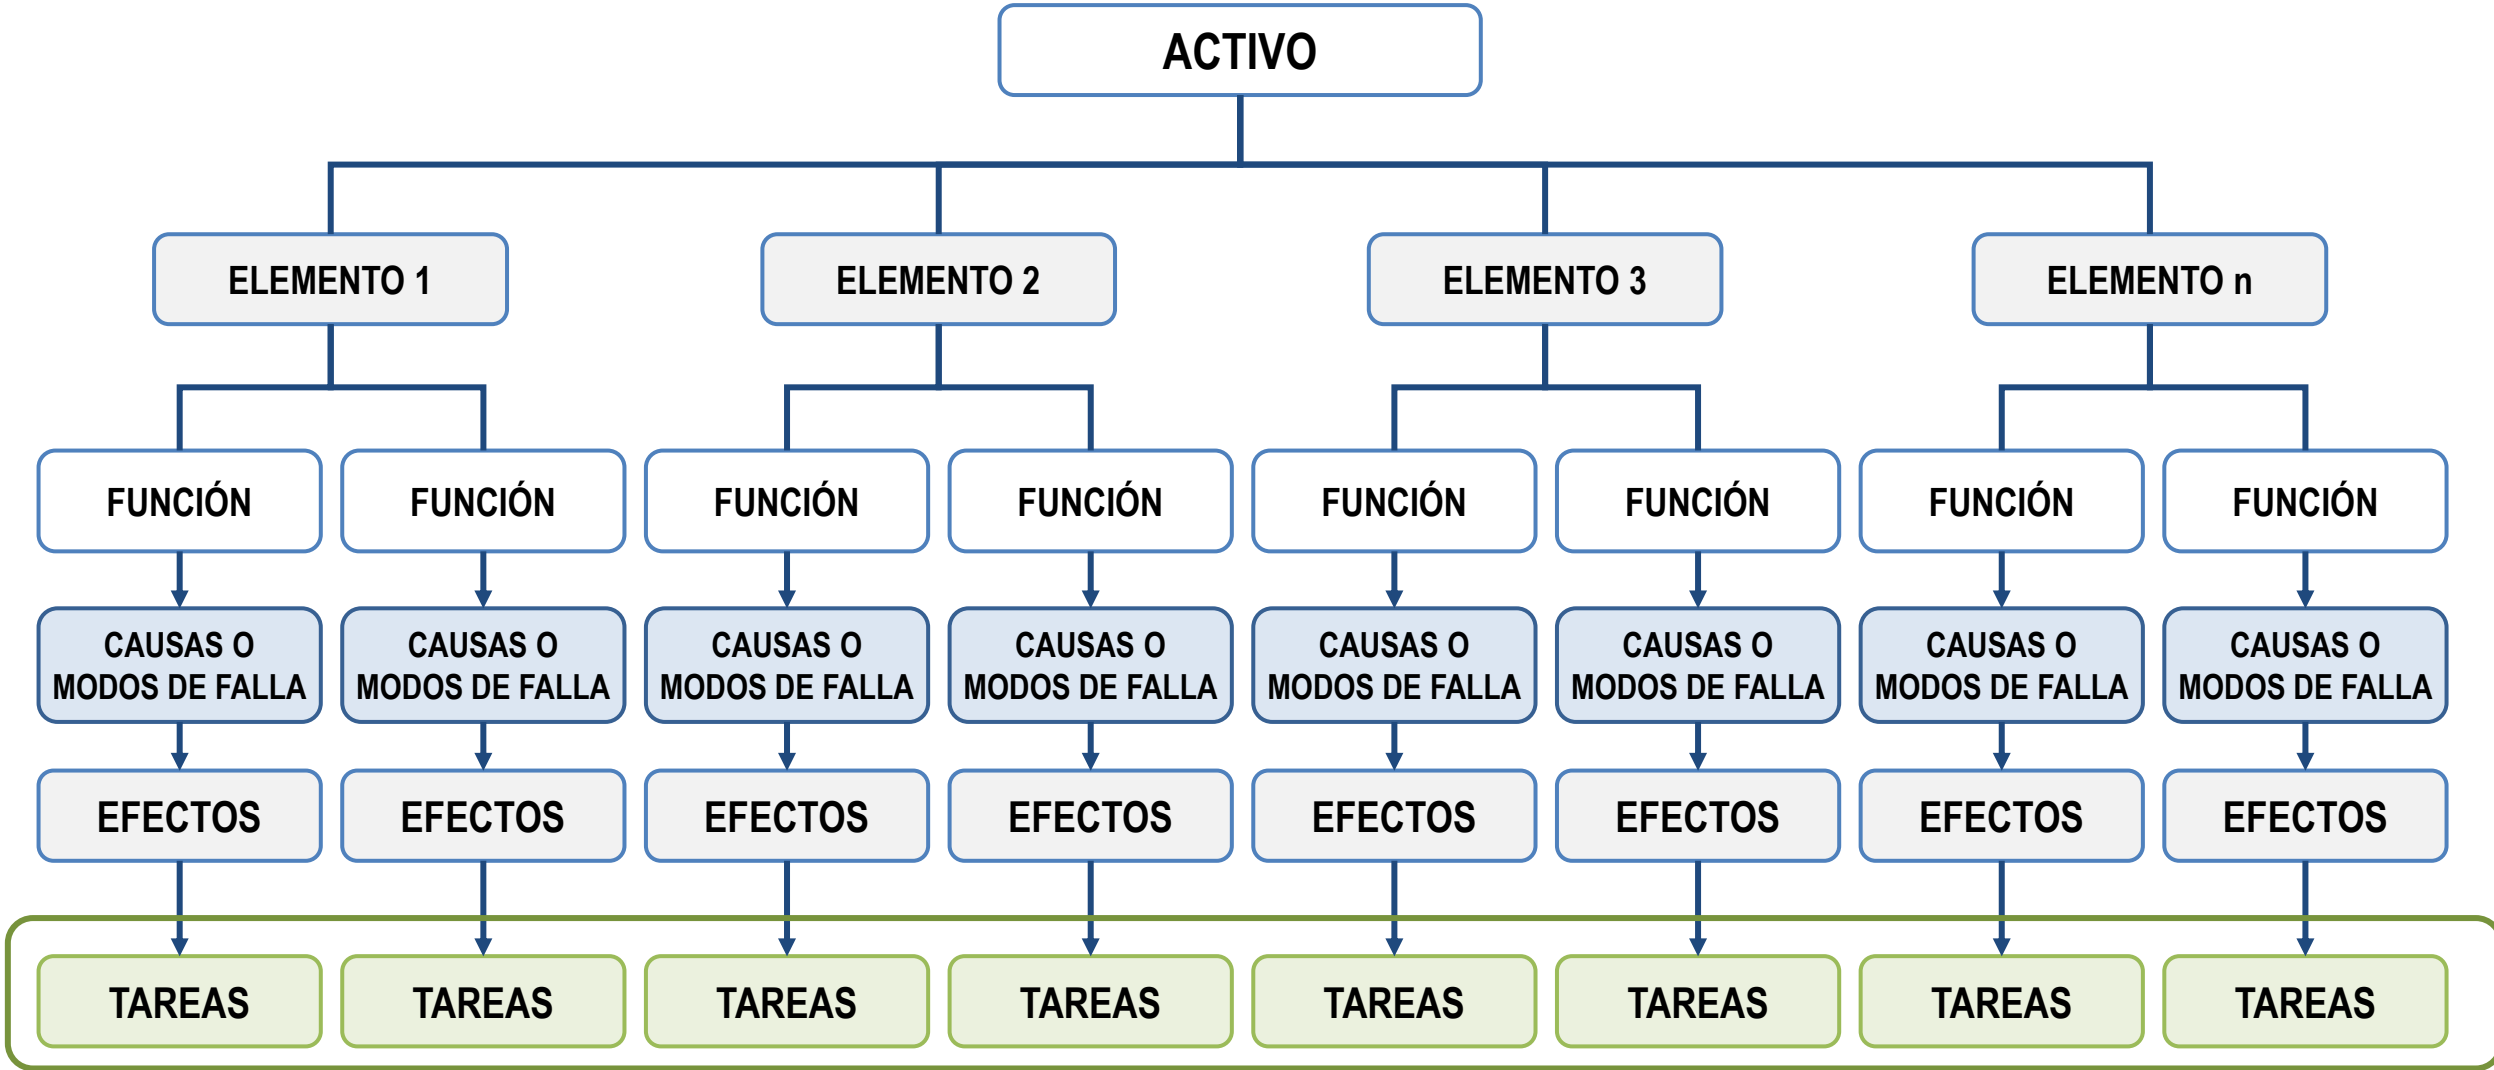 ACTIVO
ELEMENTO 1
ELEMENTO 2
ELEMENTO 3
ELEMENTO n
FUNCIÓN
FUNCIÓN
FUNCIÓN
FUNCIÓN
FUNCIÓN
FUNCIÓN
FUNCIÓN
FUNCIÓN
CAUSAS O
MODOS DE FALLA
CAUSAS O
MODOS DE FALLA
CAUSAS O
MODOS DE FALLA
CAUSAS O
MODOS DE FALLA
CAUSAS O
MODOS DE FALLA
CAUSAS O
MODOS DE FALLA
CAUSAS O
MODOS DE FALLA
CAUSAS O
MODOS DE FALLA
EFECTOS
EFECTOS
EFECTOS
EFECTOS
EFECTOS
EFECTOS
EFECTOS
EFECTOS
TAREAS
TAREAS
TAREAS
TAREAS
TAREAS
TAREAS
TAREAS
TAREAS